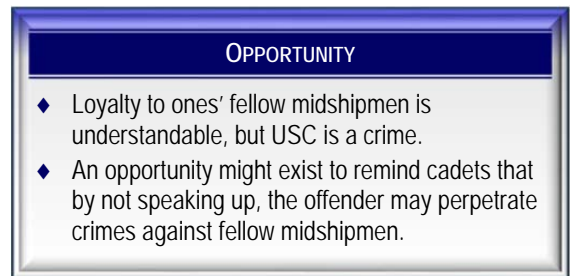 OPPORTUNITY
♦ Loyalty to ones' fellow midshipmen is
understandable, but USC is a crime.
♦ An opportunity might exist to remind cadets that
by not speaking up, the offender may perpetrate
crimes against fellow midshipmen.